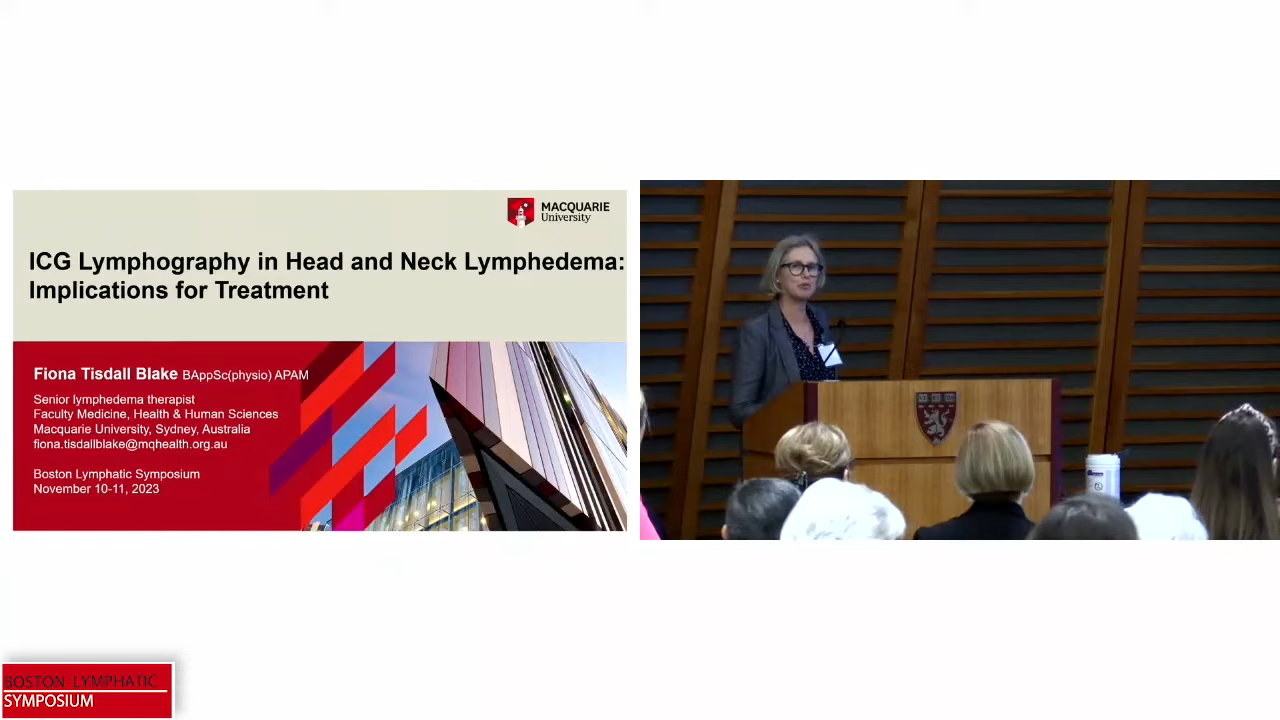 MACQUARIE
University
ICG Lymphography in Head and Neck Lymphedema:
Implications for Treatment
Fiona Tisdall Blake BAppSc(physio) APAM
Senior lymphedema therapist
Faculty Medicine, Health & Human Sciences
Macquarie University, Sydney, Australia
fiona.tisdallblake@mqhealth.org.au
Boston Lymphatic Symposium
November 10-11, 2023
BOSTON LYMPHATIC
SYMPOSIUM